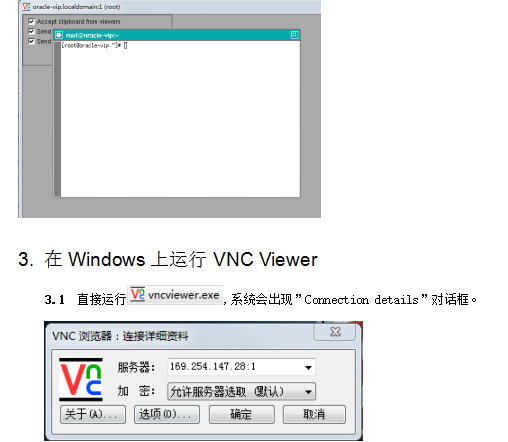 oracle-vip.localdomain:1 (root)
Accept clipboard from viewers
Send
root@oracle-vip:~
Send
[root@oracle-vip ~]#
3. 在 Windows 上运行 VNC Viewer
3.1 直接运行 vncviewer.exe ,系统会出现”Connection details”对话框。
VNC 浏览器：连接详细资料
服务器： 169.254.147.28:1
加 密： 允许服务器选取 (默认)
关于(A)... 选项(O)... 确定 取消